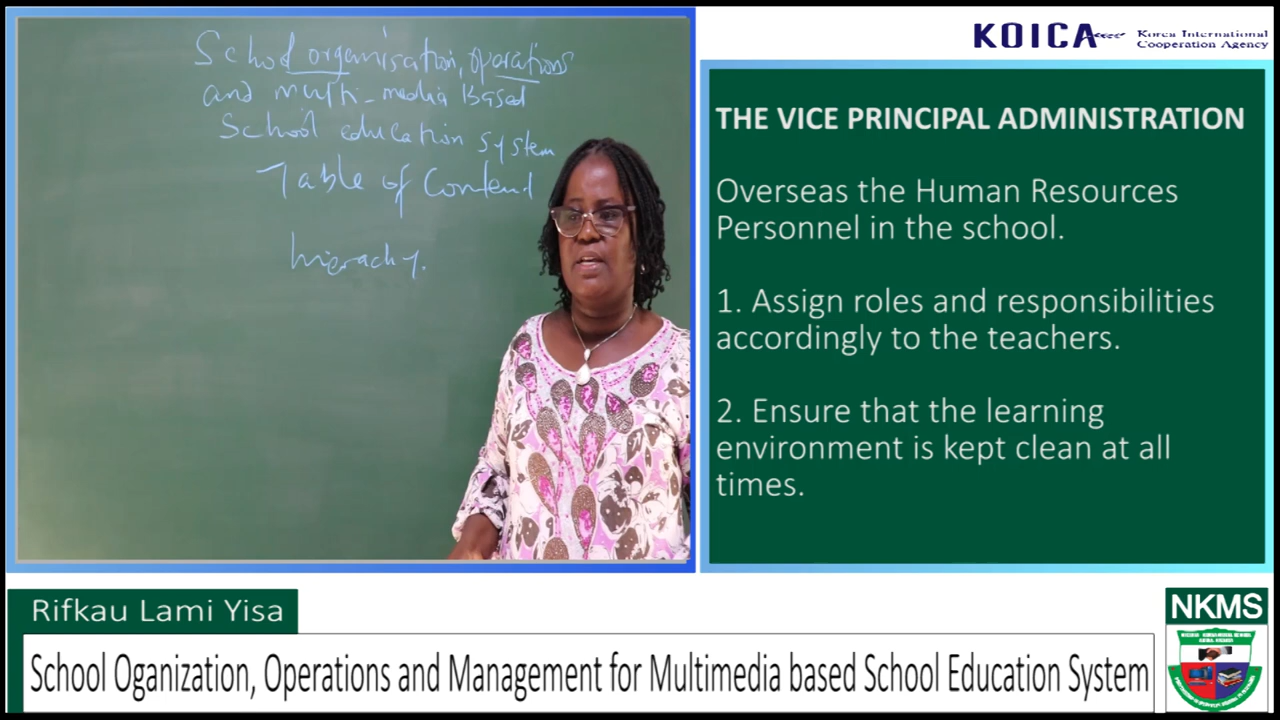 School organisation, operations
and multi-media Based
School education system
Table of Content
hierachy.
KOICA
Korea International
Cooperation Agency
THE VICE PRINCIPAL ADMINISTRATION
Overseas the Human Resources
Personnel in the school.
1. Assign roles and responsibilities
accordingly to the teachers.
2. Ensure that the learning
environment is kept clean at all
times.
Rifkau Lami Yisa
School Oganization, Operations and Management for Multimedia based School Education System
NKMS